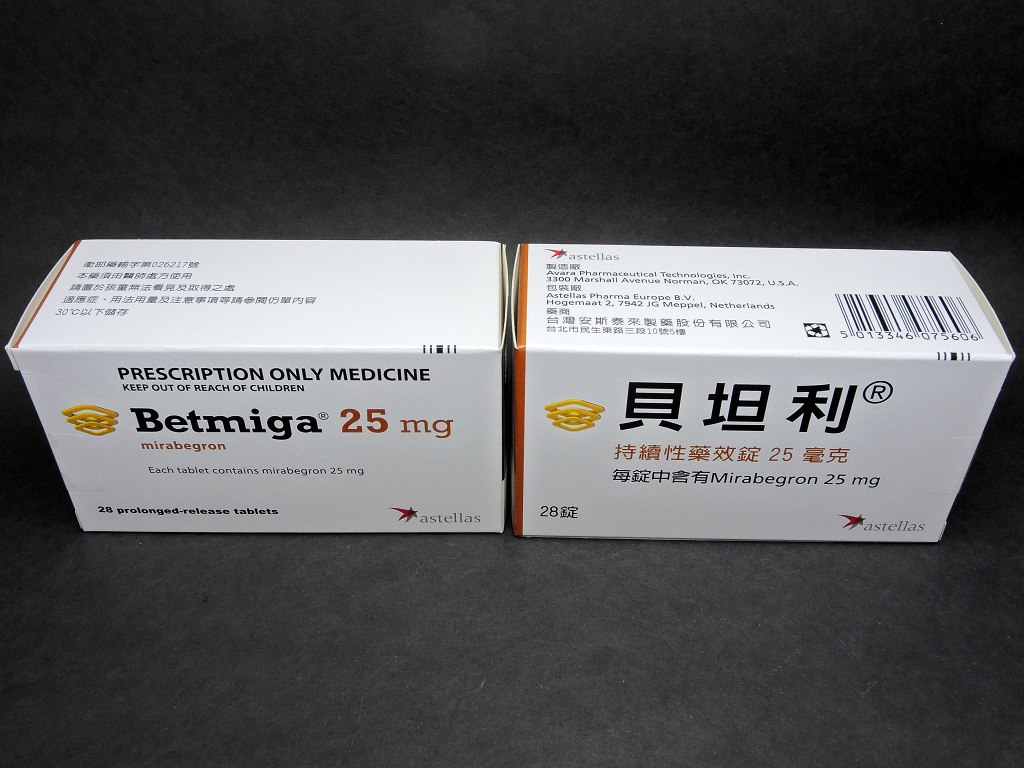 衛部藥輸字第026217號
本藥須由醫師處方使用
請置於孩童無法看見及取得之處
適應症、用法用量及注意事項等請參閱仿單內容
30℃以下儲存
PRESCRIPTION ONLY MEDICINE
KEEP OUT OF REACH OF CHILDREN
Betmiga® 25 mg
mirabegron
Each tablet contains mirabegron 25 mg
28 prolonged-release tablets
astellas
astellas
製造廠
Avara Pharmaceutical Technologies, Inc.
3300 Marshall Avenue Norman, OK 73072, U.S.A.
包裝廠
Astellas Pharma Europe B.V.
Hogemaat 2, 7942 JG Meppel, Netherlands
藥商
台灣安斯泰來製藥股份有限公司
台北市民生東路三段10號5樓
5 013346 075606
貝坦利®
持續性藥效錠 25 毫克
每錠中含有Mirabegron 25 mg
28錠
astellas